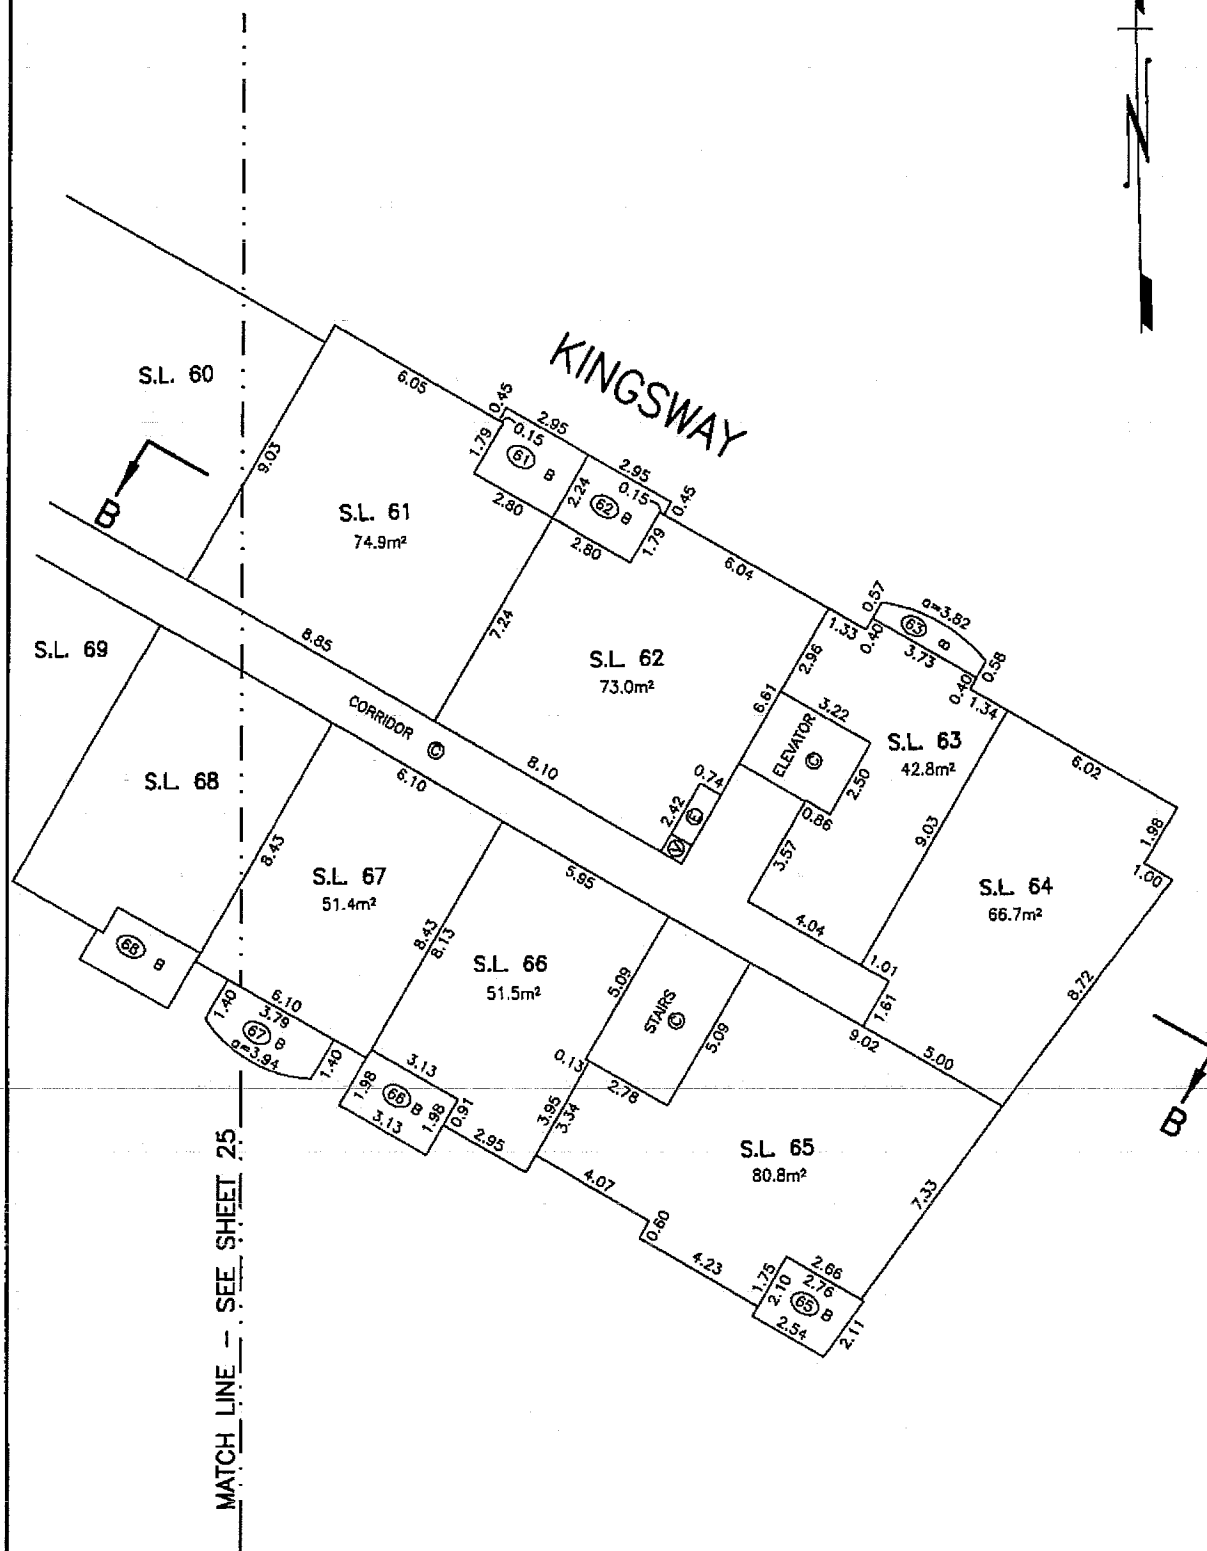 N
KINGSWAY
S.L. 60
6.05
0.45
2.95
0.15
1.79
61 B
2.95
0.15
0.45
9.03
2.80
2.24
62 B
1.79
B
S.L. 61
74.9m²
2.80
6.04
0.57
a=3.82
63 B
1.33
0.40
3.73
0.58
0.40
1.34
7.24
8.85
S.L. 69
S.L. 62
73.0m²
2.96
6.61
3.22
ELEVATOR
C
S.L. 63
42.8m²
2.50
6.02
CORRIDOR C
S.L. 68
6.10
8.10
0.74
2.42
E
V
0.86
3.57
9.03
1.98
1.00
8.43
S.L. 67
51.4m²
5.95
S.L. 64
66.7m²
4.04
1.01
68 B
8.43
8.13
S.L. 66
51.5m²
5.09
STAIRS
C
5.09
1.61
9.02
5.00
8.72
1.40
6.10
3.79
67 B
a=3.94
1.40
3.13
1.98
66 B
3.13
1.98
0.91
2.95
0.13
2.78
3.95
3.34
B
S.L. 65
80.8m²
4.07
0.60
4.23
7.33
1.75
2.10
2.66
2.76
65 B
2.54
2.11
MATCH LINE - SEE SHEET 25